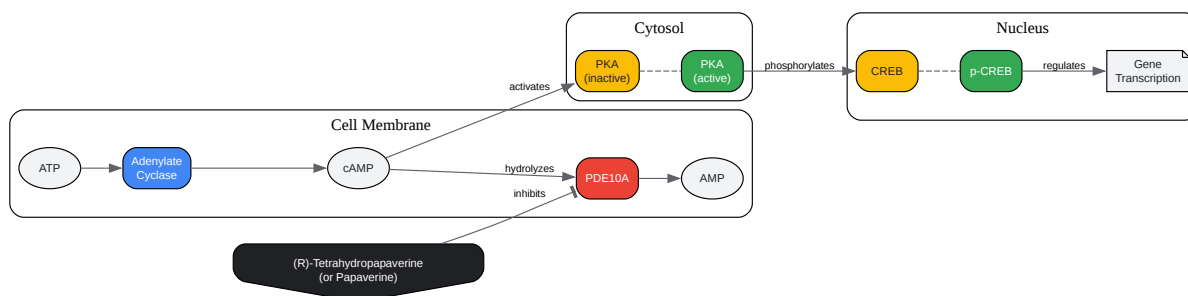 Cytosol
Nucleus
PKA
(inactive)
PKA
(active)
phosphorylates
CREB
p-CREB
regulates
Gene
Transcription
activates
Cell Membrane
ATP
Adenylate
Cyclase
cAMP
hydrolyzes
PDE10A
AMP
inhibits
(R)-Tetrahydropapaverine
(or Papaverine)